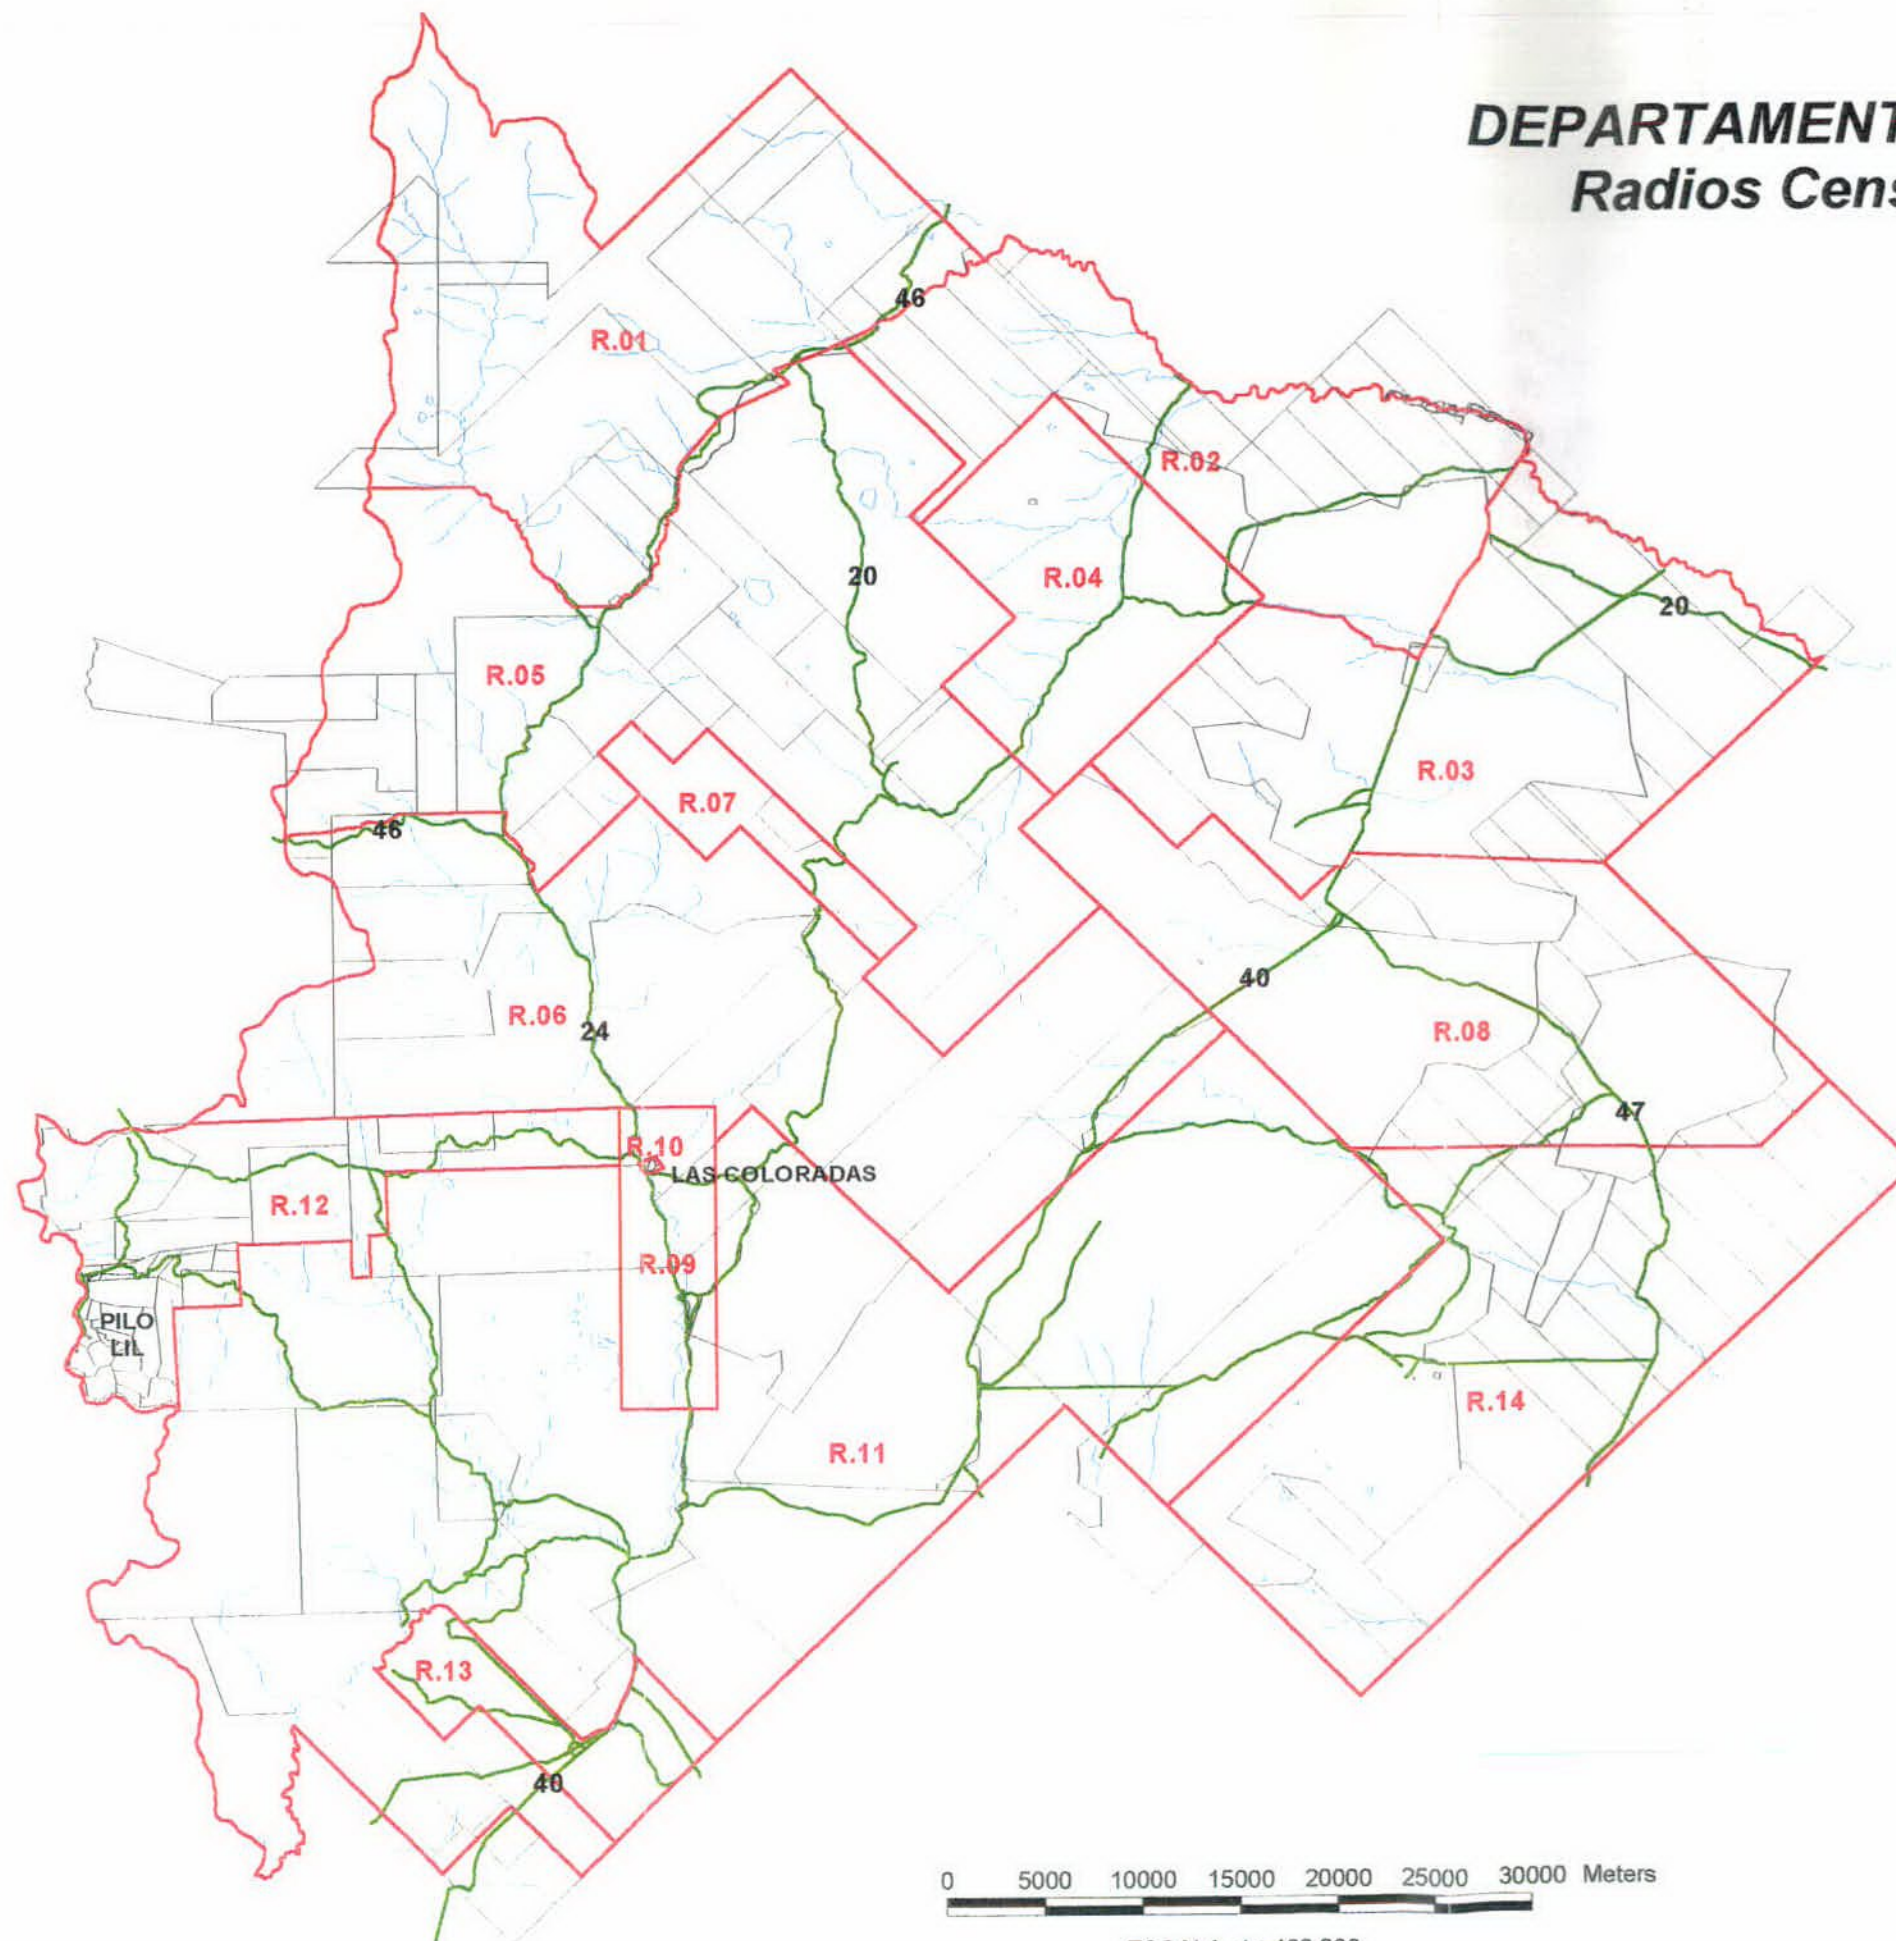 DEPARTAMENT
Radios Cens
46
R.01
R.02
20
R.04
20
R.05
R.03
R.07
46
40
R.06
24
R.08
47
R.10
LAS COLORADAS
R.12
R.09
PILO
LIL
R.14
R.11
R.13
40
0 5000 10000 15000 20000 25000 30000 Meters